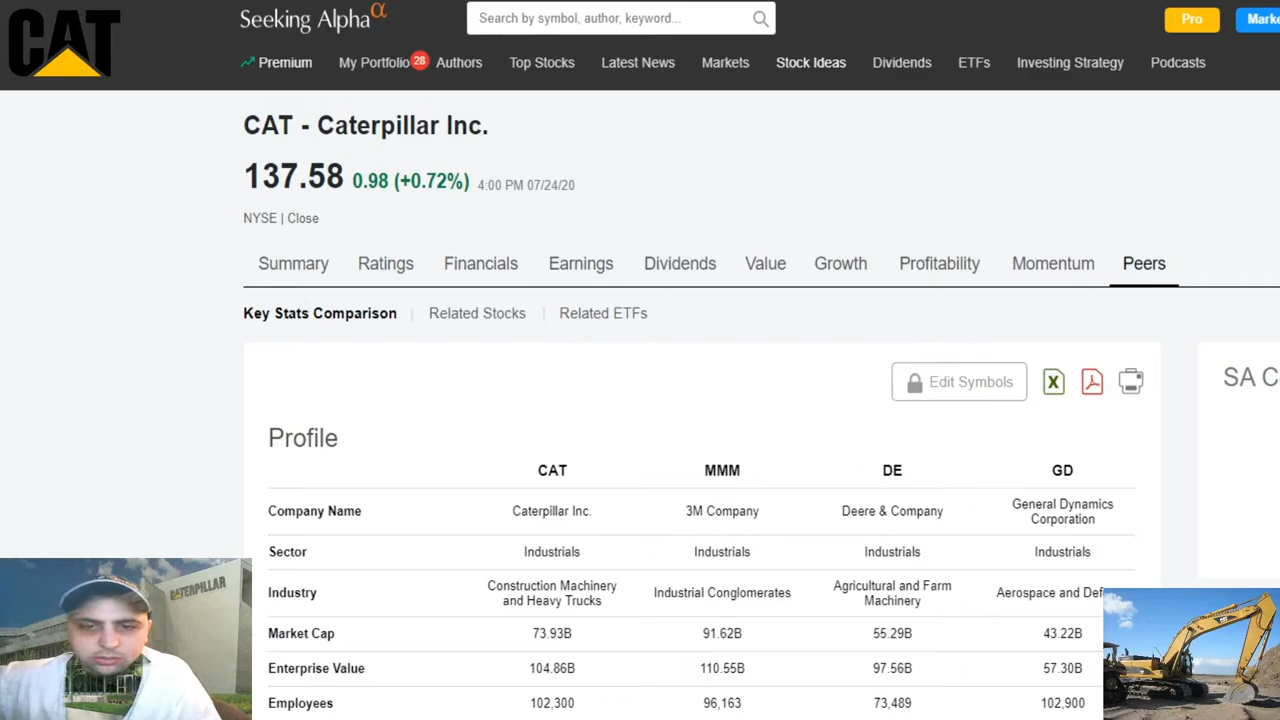 CAT
Seeking Alpha α
Search by symbol, author, keyword...
Pro
Marke
Premium
My Portfolio 28
Authors
Top Stocks
Latest News
Markets
Stock Ideas
Dividends
ETFs
Investing Strategy
Podcasts
CAT - Caterpillar Inc.
137.58 0.98 (+0.72%) 4:00 PM 07/24/20
NYSE | Close
Summary
Ratings
Financials
Earnings
Dividends
Value
Growth
Profitability
Momentum
Peers
Key Stats Comparison | Related Stocks | Related ETFs
Edit Symbols
X
SA C
Profile
CAT MMM DE GD
Company Name Caterpillar Inc. 3M Company Deere & Company General Dynamics
Corporation
Sector Industrials Industrials Industrials Industrials
Industry Construction Machinery
and Heavy Trucks
Industrial Conglomerates
Agricultural and Farm
Machinery
Aerospace and Def
Market Cap 73.93B 91.62B 55.29B 43.22B
Enterprise Value 104.86B 110.55B 97.56B 57.30B
Employees 102,300 96,163 73,489 102,900
CATERPILLAR